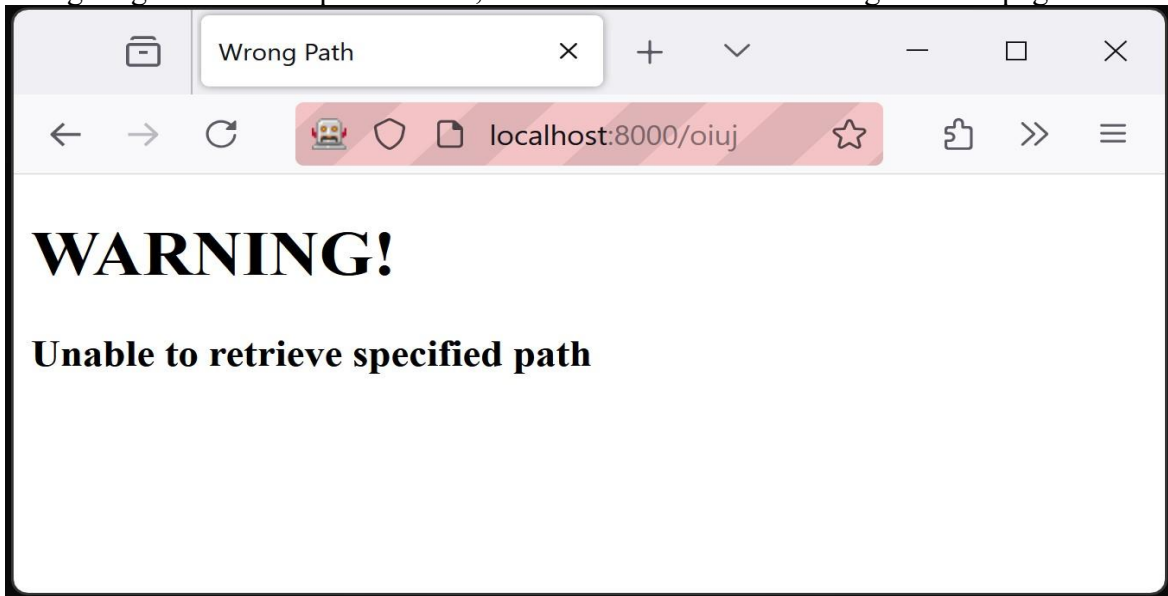 Wrong Path
localhost:8000/oiuj
WARNING!
Unable to retrieve specified path